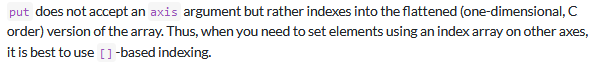 put does not accept an axis argument but rather indexes into the flattened (one-dimensional, C
order) version of the array. Thus, when you need to set elements using an index array on other axes,
it is best to use []-based indexing.